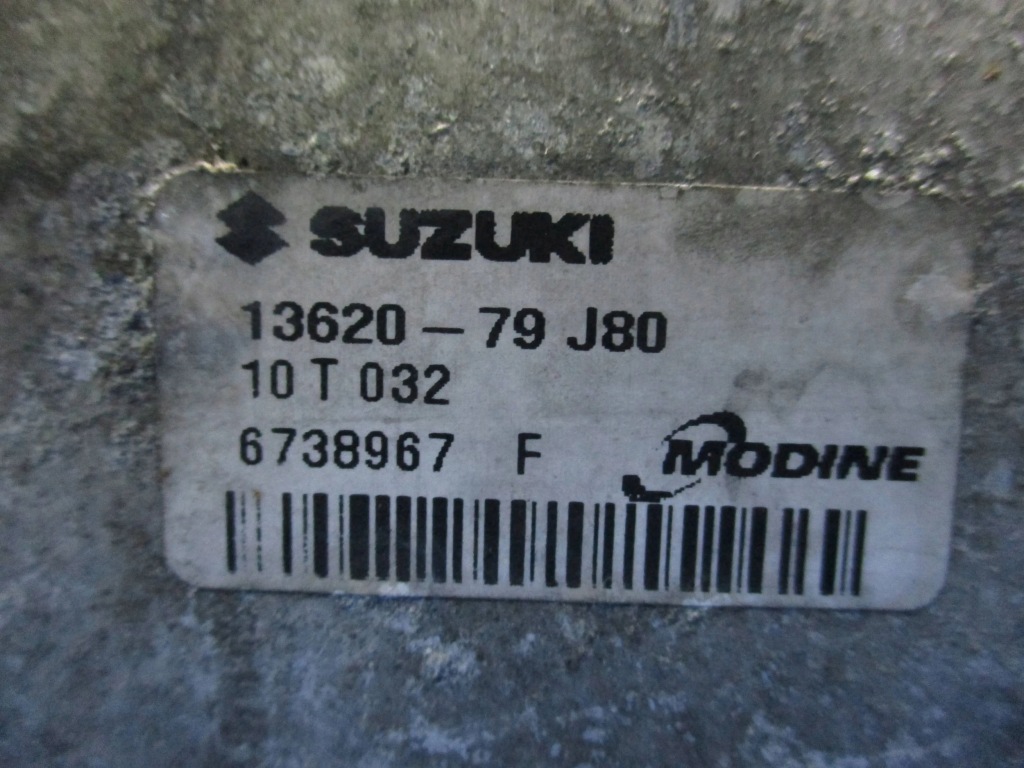 SUZUKI
13620-79 J80
10 T 032
6738967 F
MODINE